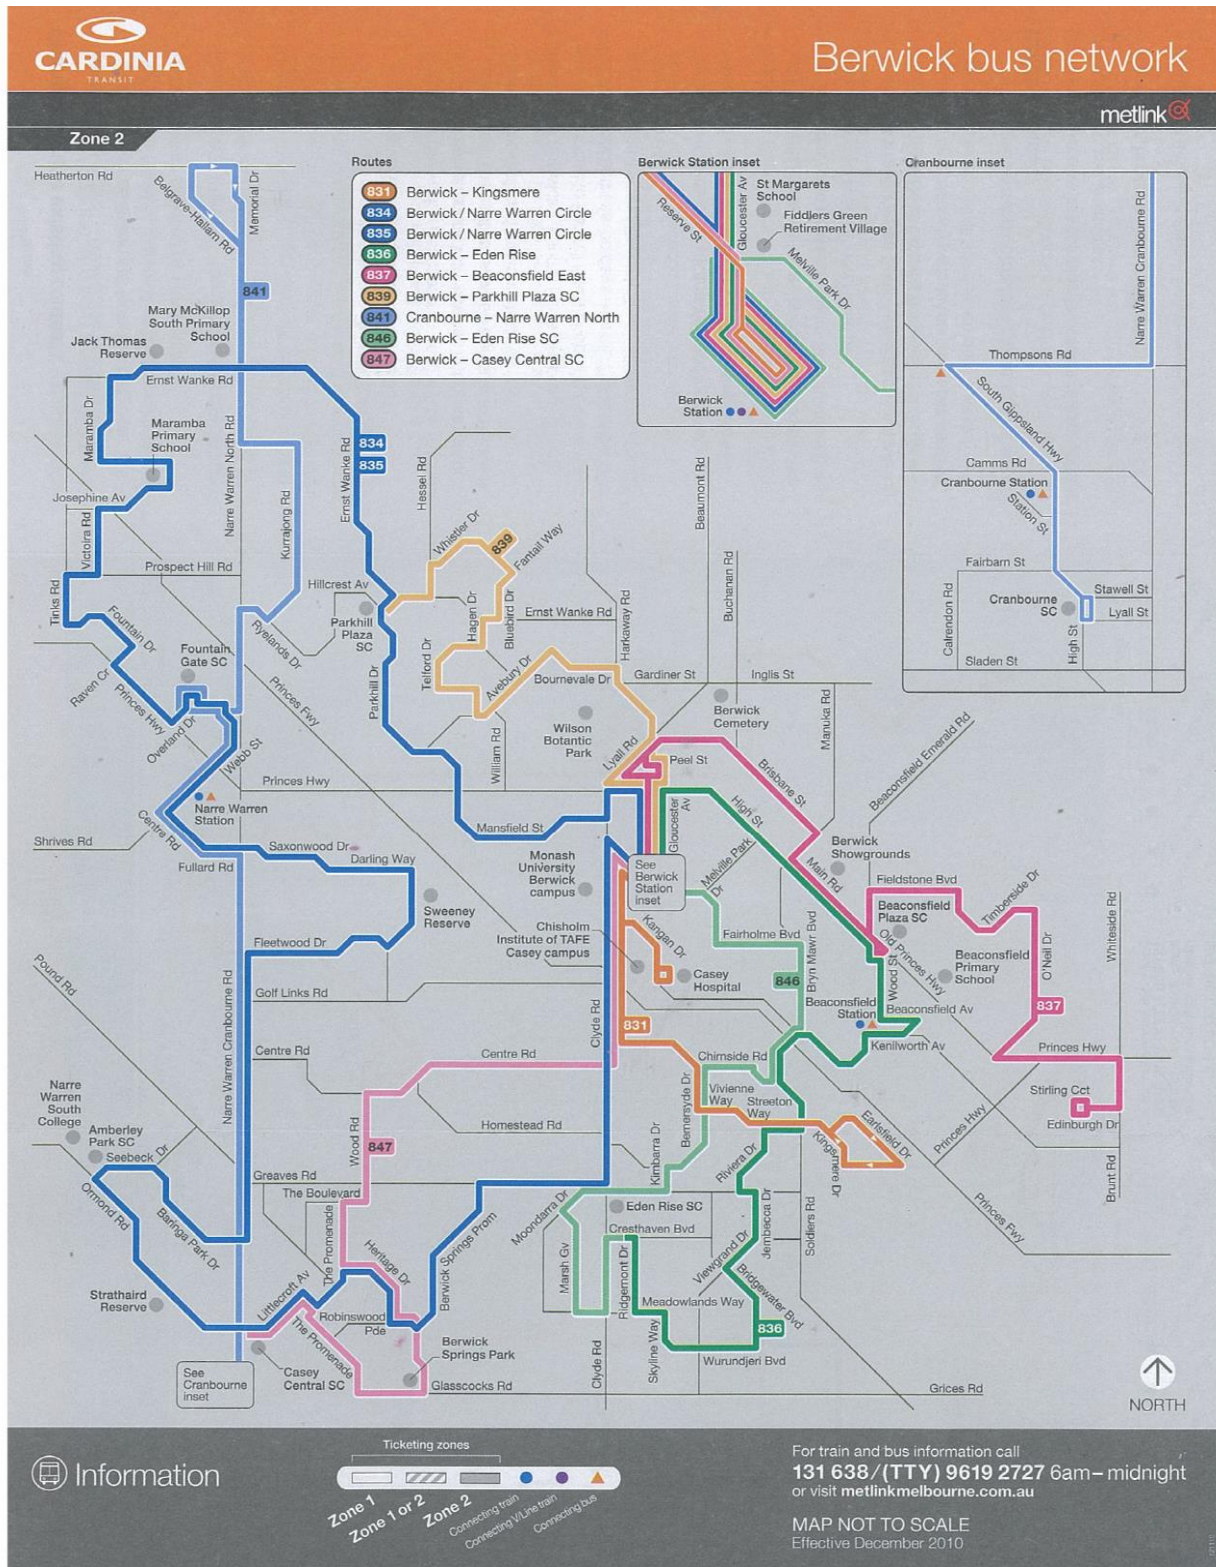 CARDINIA
TRANSIT
Berwick bus network
metlink
Zone 2
Routes
831 Berwick – Kingsmere
834 Berwick / Narre Warren Circle
835 Berwick / Narre Warren Circle
836 Berwick – Eden Rise
837 Berwick – Beaconsfield East
839 Berwick – Parkhill Plaza SC
841 Cranbourne – Narre Warren North
846 Berwick – Eden Rise SC
847 Berwick – Casey Central SC
Berwick Station inset
Reserve St
Gloucester Av
St Margarets
School
Fiddlers Green
Retirement Village
Melville Park Dr
Berwick
Station
Cranbourne inset
Narre Warren Cranbourne Rd
Thompsons Rd
South Gippsland Hwy
Camms Rd
Cranbourne Station
Station St
Fairbarn St
Stawell St
Cranbourne
SC
Lyall St
Calrendon Rd
High St
Sladen St
Heatherton Rd
Belgrave-Hallam Rd
Memorial Dr
841
Mary McKillop
South Primary
School
Jack Thomas
Reserve
Ernst Wanke Rd
Maramba Dr
Maramba
Primary
School
Narre Warren North Rd
834
835
Ernst Wanke Rd
Josephine Av
Victoira Rd
Kurrajong Rd
Prospect Hill Rd
Tinks Rd
Fountain Dr
Fountain
Gate SC
Ryelands Dr
Raven Cr
Princes Hwy
Overland Dr
Webb St
Princes Fwy
Hillcrest Av
Parkhill
Plaza
SC
Parkhill Dr
Hessel Rd
Whistler Dr
839
Fantail Way
Hagen Dr
Bluebird Dr
Ernst Wanke Rd
Telford Dr
Avebury Dr
Bournevale Dr
Harkaway Rd
Beaumont Rd
Buchanan Rd
Gardiner St
Inglis St
Berwick
Cemetery
Manuka Rd
William Rd
Wilson
Botantic
Park
Lyall Rd
Peel St
Brisbane St
Beaconsfield Emerald Rd
Princes Hwy
Narre Warren
Station
Mansfield St
Gloucester
Av
High St
Shrives Rd
Centre Rd
Fullard Rd
Saxonwood Dr
Darling Way
Sweeney
Reserve
Monash
University
Berwick
campus
See
Berwick
Station
inset
Melville Park
Dr
Main Rd
Berwick
Showgrounds
Fieldstone Bvd
Timberside Dr
Whiteside Rd
Beaconsfield
Plaza SC
Chisholm
Institute of TAFE
Casey campus
Kangan Dr
Casey
Hospital
Fairholme Bvd
846
Bryn Mawr Bvd
Wood St
Old Princes Hwy
Beaconsfield
Primary
School
O'Neil Dr
837
Fleetwood Dr
Pound Rd
Golf Links Rd
Beaconsfield
Station
Beaconsfield Av
Kenilworth Av
Narre Warren Cranbourne Rd
Clyde Rd
831
Centre Rd
Centre Rd
Chirnside Rd
Princes Hwy
Narre
Warren
South
College
Amberley
Park SC
Seebeck Dr
Wood Rd
847
Homestead Rd
Bemersyde Dr
Vivienne
Way
Streeton
Way
Kingsmere Dr
Earlsfield Dr
Princes Hwy
Stirling Cct
Edinburgh Dr
Brunt Rd
Greaves Rd
The Boulevard
Kimbarra Dr
Riviera Dr
Ormond Rd
Baringa Park Dr
The Promenade
Heritage Dr
Berwick Springs Prom
Moondarra Dr
Eden Rise SC
Cresthaven Bvd
Jembecca Dr
Soldiers Rd
Princes Fwy
Marsh Gv
Ridgemont Dr
Viewgrand Dr
Bridgewater Bvd
Meadowlands Way
836
Strathaird
Reserve
Littlecroft Av
Robinswood
Pde
The Promenade
Berwick
Springs Park
Skyline Way
Wurundjeri Bvd
See
Cranbourne
inset
Casey
Central SC
Glasscocks Rd
Clyde Rd
Grices Rd
NORTH
Information
Ticketing zones
Zone 1
Zone 1 or 2
Zone 2
Connecting train
Connecting V/Line train
Connecting bus
For train and bus information call
131 638/(TTY) 9619 2727 6am–midnight
or visit metlinkmelbourne.com.au
MAP NOT TO SCALE
Effective December 2010